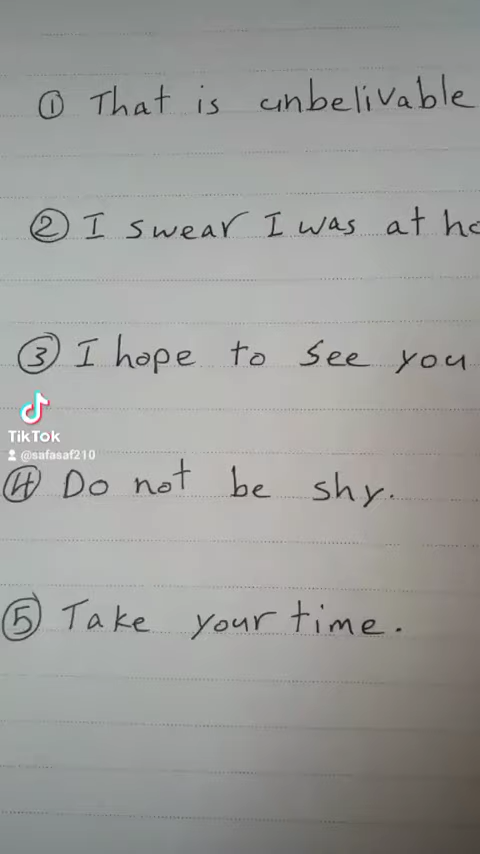 ① That is unbelivable
② I swear I was at
③ I hope to see you
TikTok
@safasaf210
④ Do not be shy.
⑤ Take your time.